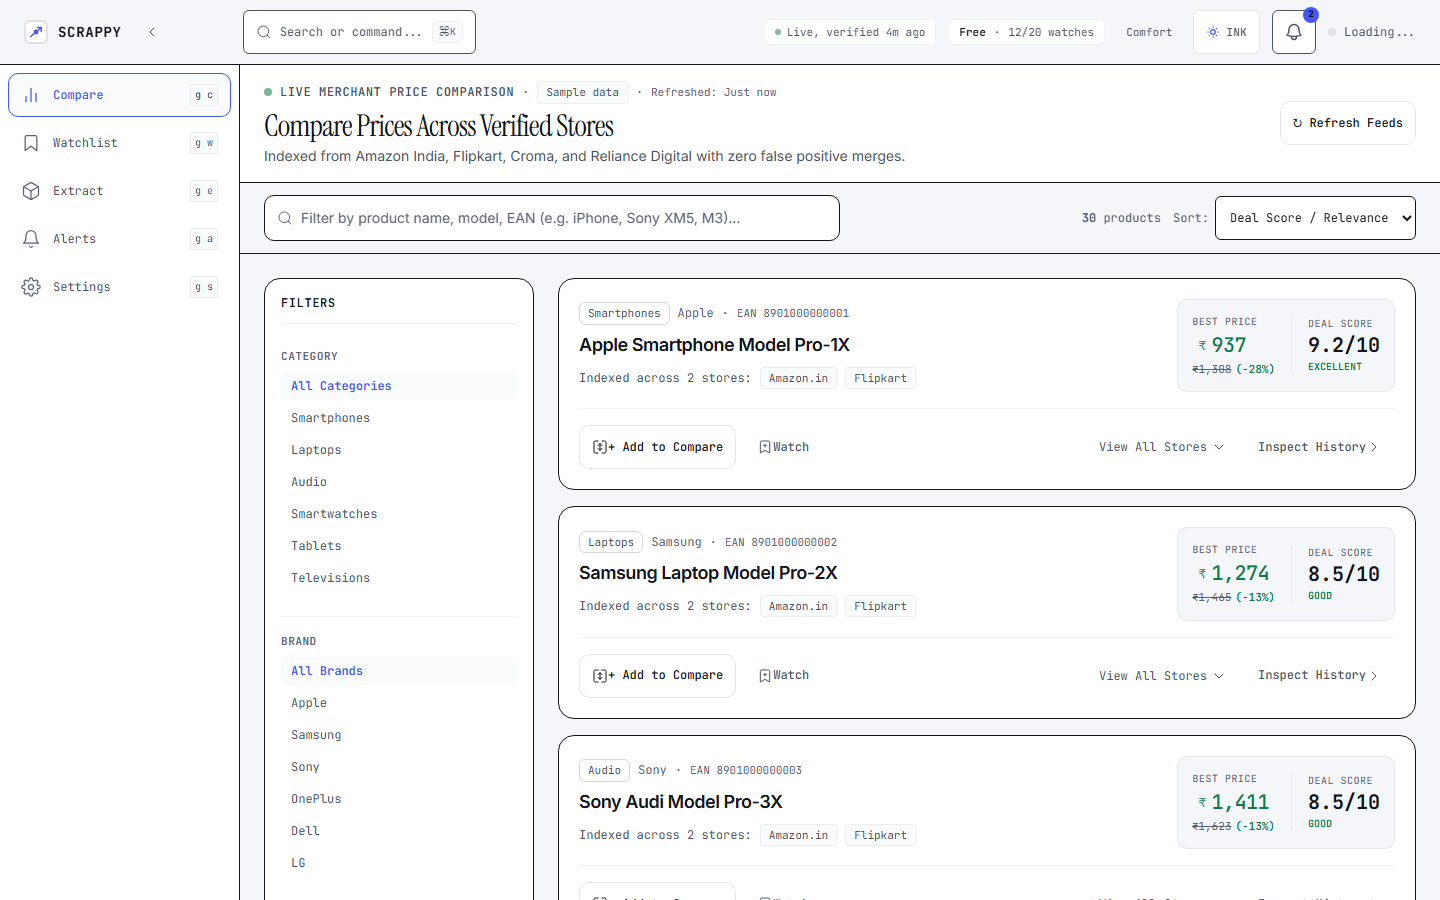 SCRAPPY
Search or command... ⌘K
Live, verified 4m ago
Free · 12/20 watches
Comfort
INK
2
Loading...
Compare g c
Watchlist g w
Extract g e
Alerts g a
Settings g s
LIVE MERCHANT PRICE COMPARISON · Sample data · Refreshed: Just now
Compare Prices Across Verified Stores
Indexed from Amazon India, Flipkart, Croma, and Reliance Digital with zero false positive merges.
↻ Refresh Feeds
Filter by product name, model, EAN (e.g. iPhone, Sony XM5, M3)...
30 products Sort: Deal Score / Relevance
FILTERS
CATEGORY
All Categories
Smartphones
Laptops
Audio
Smartwatches
Tablets
Televisions
BRAND
All Brands
Apple
Samsung
Sony
OnePlus
Dell
LG
Smartphones Apple · EAN 8901000000001
Apple Smartphone Model Pro-1X
Indexed across 2 stores: Amazon.in Flipkart
BEST PRICE
₹ 937
₹1,308 (-28%)
DEAL SCORE
9.2/10
EXCELLENT
+ Add to Compare
Watch
View All Stores
Inspect History
Laptops Samsung · EAN 8901000000002
Samsung Laptop Model Pro-2X
Indexed across 2 stores: Amazon.in Flipkart
BEST PRICE
₹ 1,274
₹1,465 (-13%)
DEAL SCORE
8.5/10
GOOD
+ Add to Compare
Watch
View All Stores
Inspect History
Audio Sony · EAN 8901000000003
Sony Audi Model Pro-3X
Indexed across 2 stores: Amazon.in Flipkart
BEST PRICE
₹ 1,411
₹1,623 (-13%)
DEAL SCORE
8.5/10
GOOD